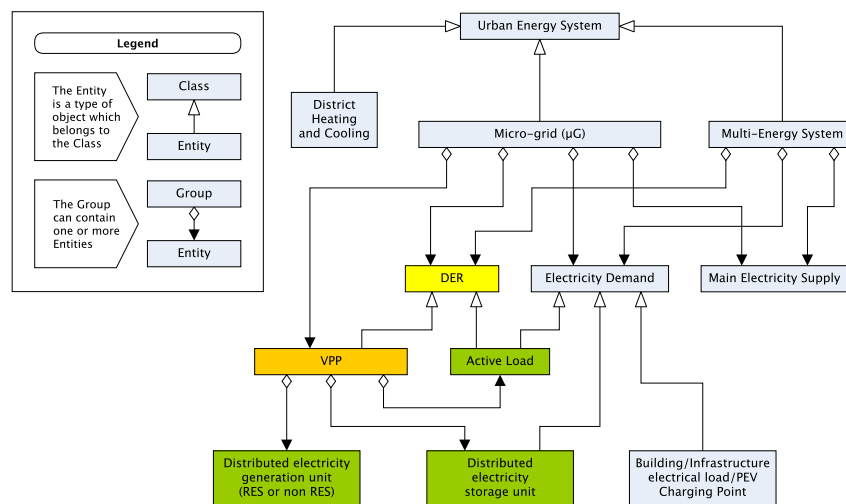 Legend
The Entity
is a type of
object which
belongs to
the Class
Class
Entity
The Group
can contain
one or more
Entities
Group
Entity
Urban Energy System
District
Heating
and Cooling
Micro-grid (µG)
Multi-Energy System
DER
Electricity Demand
Main Electricity Supply
VPP
Active Load
Distributed electricity
generation unit
(RES or non RES)
Distributed
electricity
storage unit
Building/Infrastructure
electrical load/PEV
Charging Point